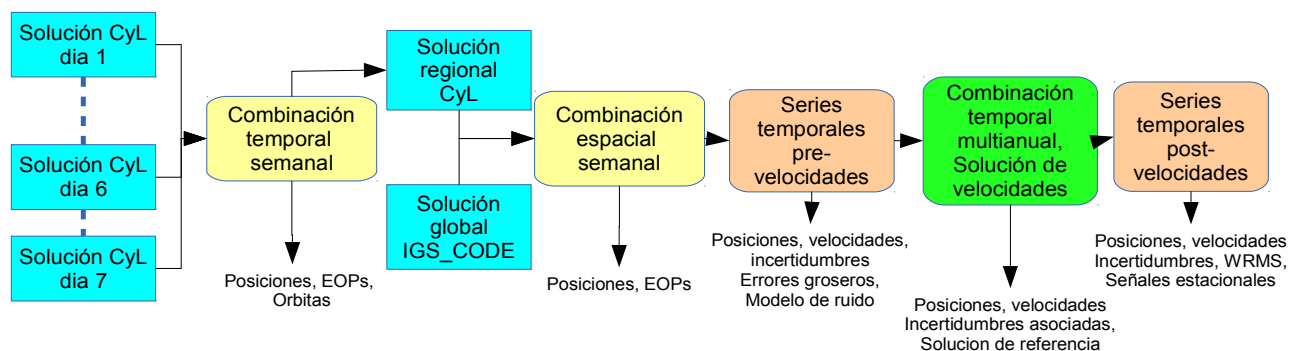 Solución CyL
dia 1
Solución CyL
dia 6
Solución CyL
dia 7
Combinación
temporal
semanal
Posiciones, EOPs,
Orbitas
Solución
regional
CyL
Solución
global
IGS_CODE
Combinación
espacial
semanal
Posiciones, EOPs
Series
temporales
pre-
velocidades
Posiciones, velocidades,
incertidumbres
Errores groseros,
Modelo de ruido
Combinación
temporal
multianual,
Solución de
velocidades
Posiciones, velocidades
Incertidumbres asociadas,
Solucion de referencia
Series
temporales
post-
velocidades
Posiciones, velocidades
Incertidumbres, WRMS,
Señales estacionales